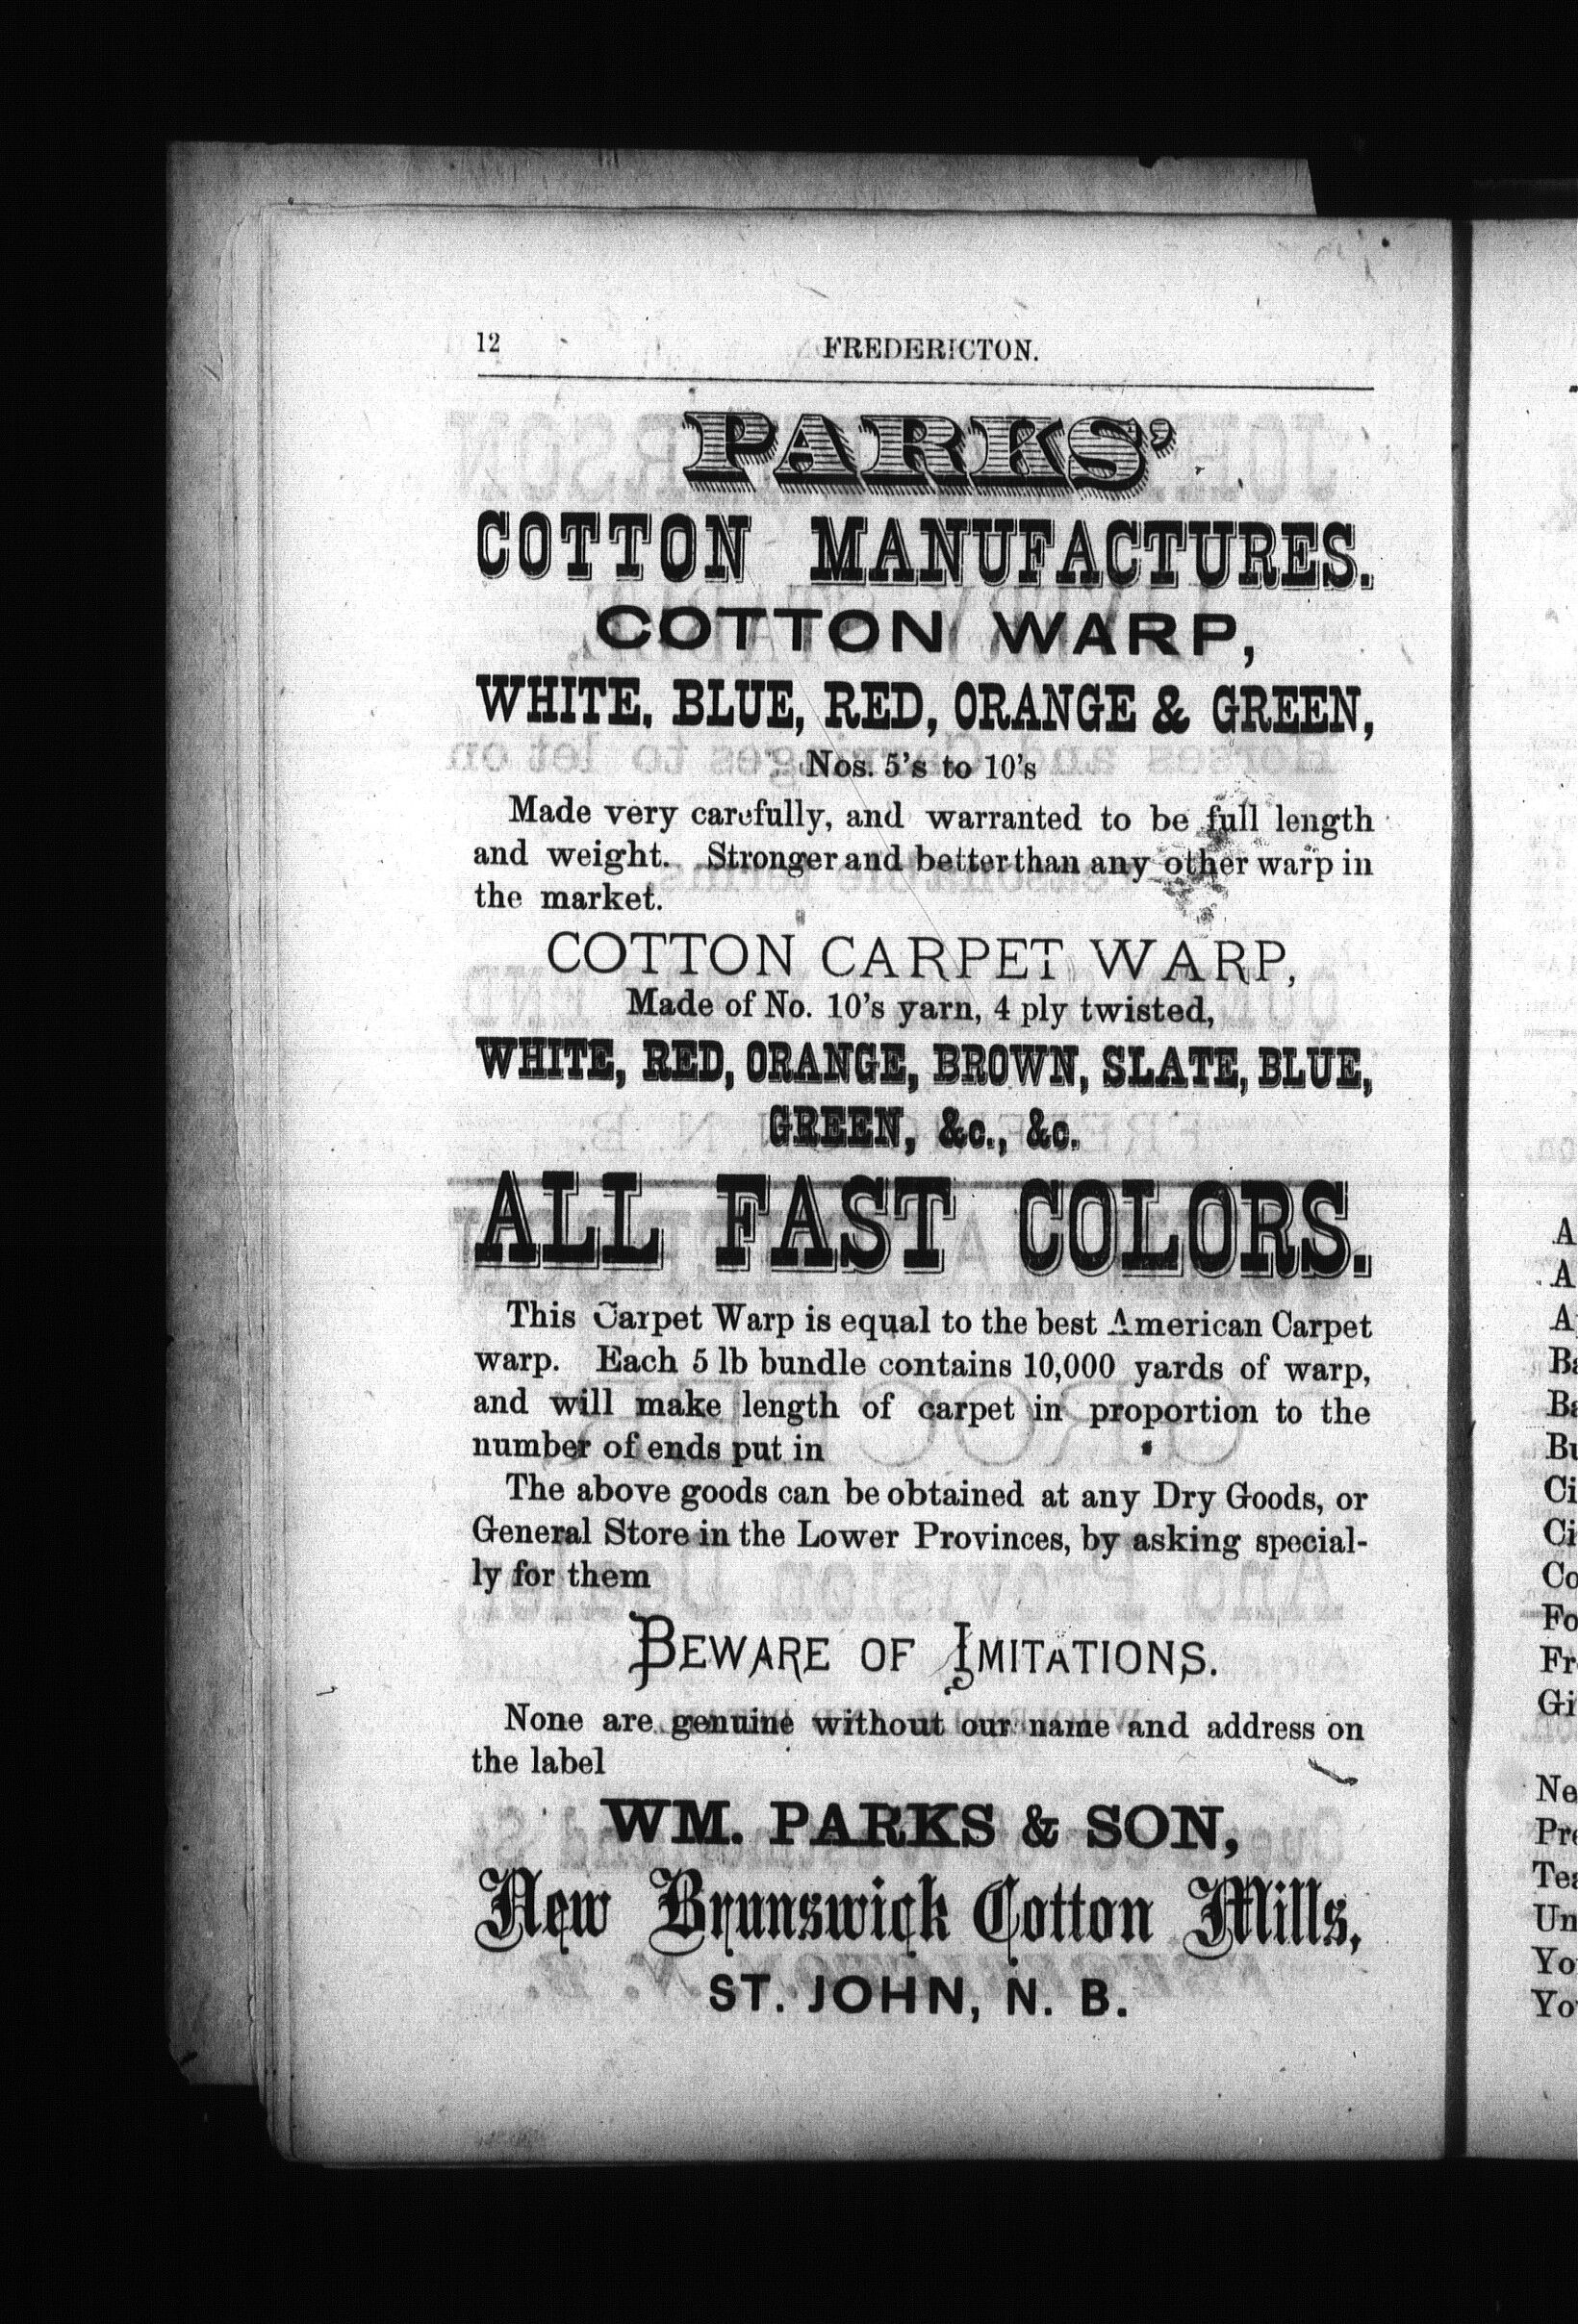 12
FREDERICTON.
PARKS'
COTTON MANUFACTURES.
COTTON WARP,
WHITE, BLUE, RED, ORANGE & GREEN,
Nos. 5's to 10's
Made very carefully, and warranted to be full length
and weight. Stronger and better than any other warp in
the market.
COTTON CARPET WARP,
Made of No. 10's yarn, 4 ply twisted,
WHITE, RED, ORANGE, BROWN, SLATE, BLUE,
GREEN, &c., &c.
ALL FAST COLORS.
This Carpet Warp is equal to the best American Carpet
warp. Each 5 lb bundle contains 10,000 yards of warp,
and will make length of carpet in proportion to the
number of ends put in
The above goods can be obtained at any Dry Goods, or
General Store in the Lower Provinces, by asking special-
ly for them
BEWARE OF IMITATIONS.
None are genuine without our name and address on
the label
WM. PARKS & SON,
New Brunswick Cotton Mills,
ST. JOHN, N. B.